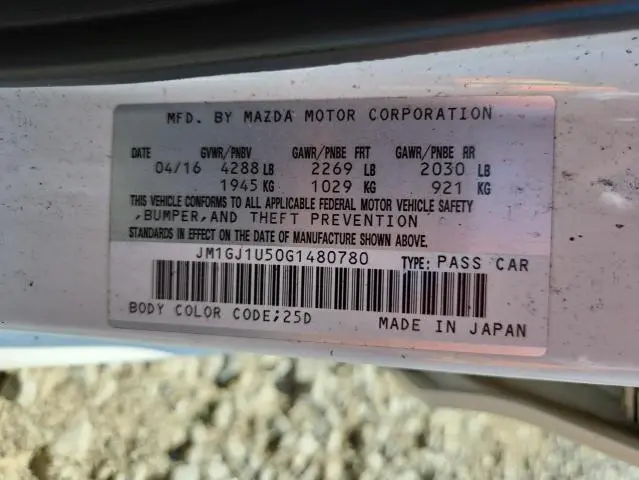 MFD. BY MAZDA MOTOR CORPORATION
DATE GVWR/PNBV GAWR/PNBE FRT GAWR/PNBE RR
04/16 4288 LB 2269 LB 2030 LB
1945 KG 1029 KG 921 KG
THIS VEHICLE CONFORMS TO ALL APPLICABLE FEDERAL MOTOR VEHICLE SAFETY
,BUMPER,AND THEFT PREVENTION
STANDARDS IN EFFECT ON THE DATE OF MANUFACTURE SHOWN ABOVE.
JM1GJ1U50G1480780 TYPE: PASS CAR
BODY COLOR CODE;25D MADE IN JAPAN